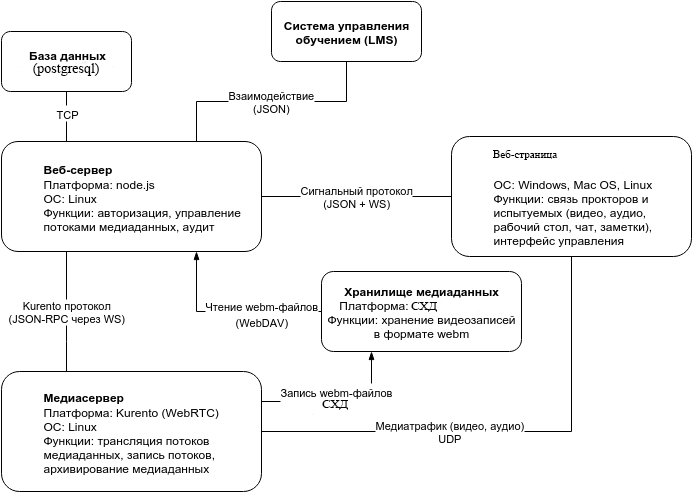 Система управления
обучением (LMS)
База данных
(postgresql)
Взаимодействие
(JSON)
TCP
Веб-сервер
Платформа: node.js
ОС: Linux
Функции: авторизация, управление
потоками медиаданных, аудит
Сигнальный протокол
(JSON + WS)
Веб-страница
ОС: Windows, Mac OS, Linux
Функции: связь прокторов и
испытуемых (видео, аудио,
рабочий стол, чат, заметки),
интерфейс управления
Kurento протокол
(JSON-RPC через WS)
Чтение webm-файлов
(WebDAV)
Хранилище медиаданных
Платформа: СХД
Функции: хранение видеозаписей
в формате webm
Медиасервер
Платформа: Kurento (WebRTC)
ОС: Linux
Функции: трансляция потоков
медиаданных, запись потоков,
архивирование медиаданных
Запись webm-файлов
СХД
Медиатрафик (видео, аудио)
UDP